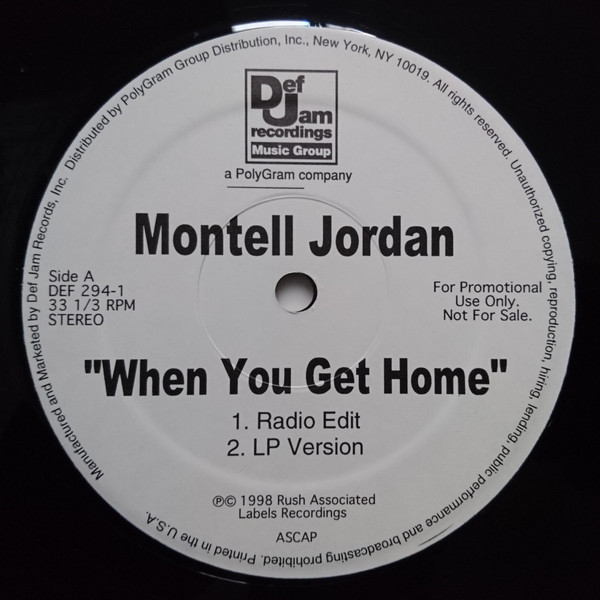 Manufactured and Marketed by Def Jam Records, Inc. Distributed by PolyGram Group Distribution, Inc., New York, NY 10019. All rights reserved. Unauthorized copying, reproduction, hiring, lending, public performance and broadcasting prohibited. Printed in the U.S.A.
Def
Jam
recordings
Music Group
a PolyGram company
Montell Jordan
Side A
DEF 294-1
33 1/3 RPM
STEREO
For Promotional
Use Only.
Not For Sale.
"When You Get Home"
1. Radio Edit
2. LP Version
℗© 1998 Rush Associated
Labels Recordings
ASCAP